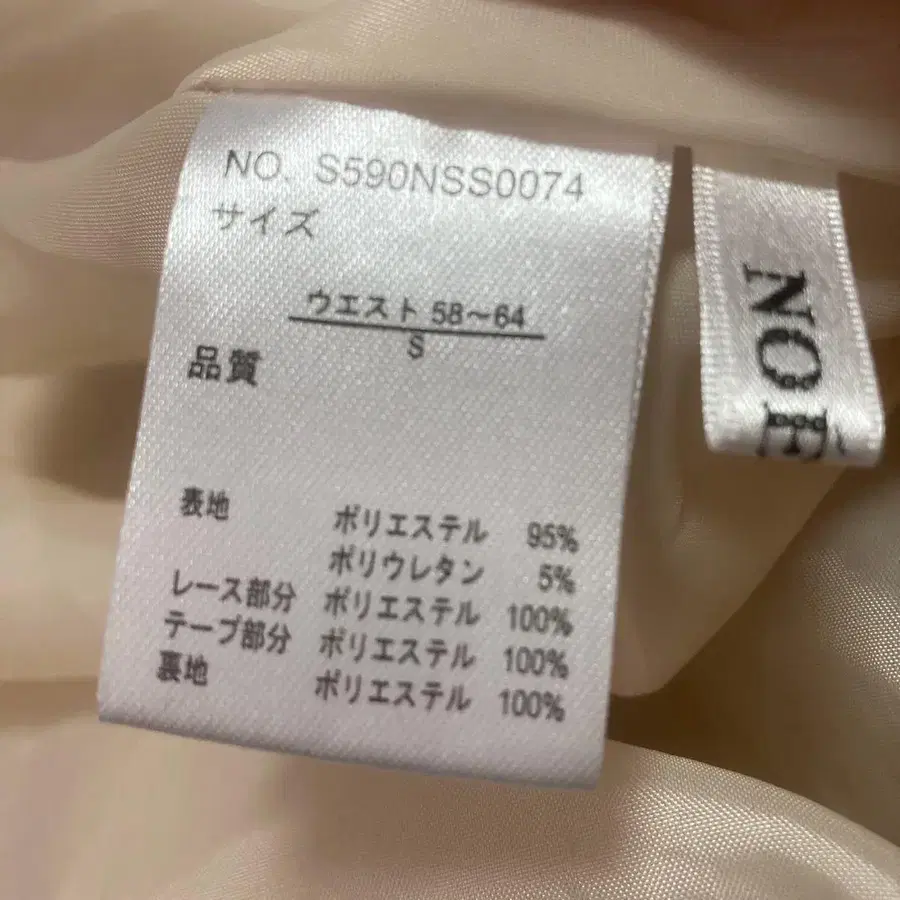 NO. S590NSS0074
サイズ
ウエスト 58～64
S
品質
表地 ポリエステル 95%
ポリウレタン 5%
レース部分 ポリエステル 100%
テープ部分 ポリエステル 100%
裏地 ポリエステル 100%
NOE